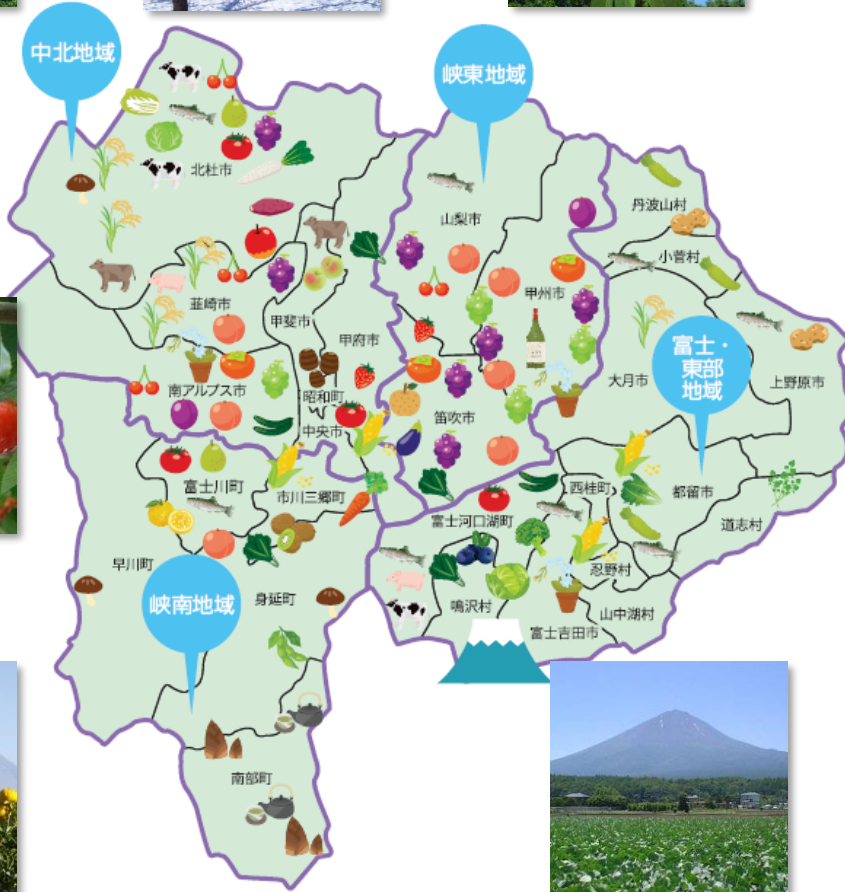 中北地域
峡東地域
北杜市
山梨市
丹波山村
小菅村
甲州市
韮崎市
甲斐市
甲府市
富士・
東部
地域
大月市
上野原市
南アルプス市
昭和町
中央市
笛吹市
富士川町
市川三郷町
西桂町
都留市
富士河口湖町
道志村
早川町
忍野村
峡南地域
身延町
鳴沢村
山中湖村
富士吉田市
南部町